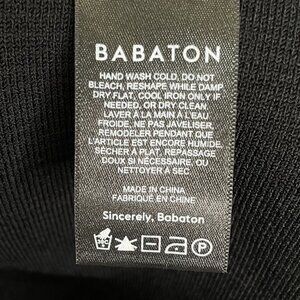 BABATON
HAND WASH COLD, DO NOT
BLEACH, RESHAPE WHILE DAMP
DRY FLAT, COOL IRON ONLY IF
NEEDED, OR DRY CLEAN.
LAVER À LA MAIN À L'EAU
FROIDE, NE PAS JAVELISER,
REMODELER PENDANT QUE
L'ARTICLE EST ENCORE HUMIDE.
SÉCHER À PLAT, REPASSAGE
DOUX SI NÉCESSAIRE, OU
NETTOYER À SEC
MADE IN CHINA
FABRIQUÉ EN CHINE
Sincerely, Babaton
P